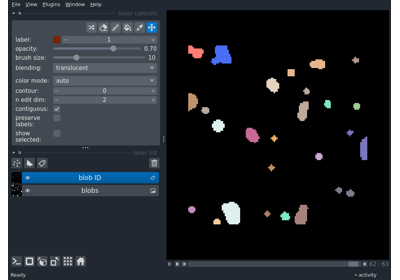 File View Plugins Window Help
layer controls
label: 1
opacity: 0.70
brush size: 10
blending: translucent
color mode: auto
contour: 0
n edit dim: 2
contiguous:
preserve
labels:
show
selected:
layer list
blob ID
blobs
62 63
Ready
activity